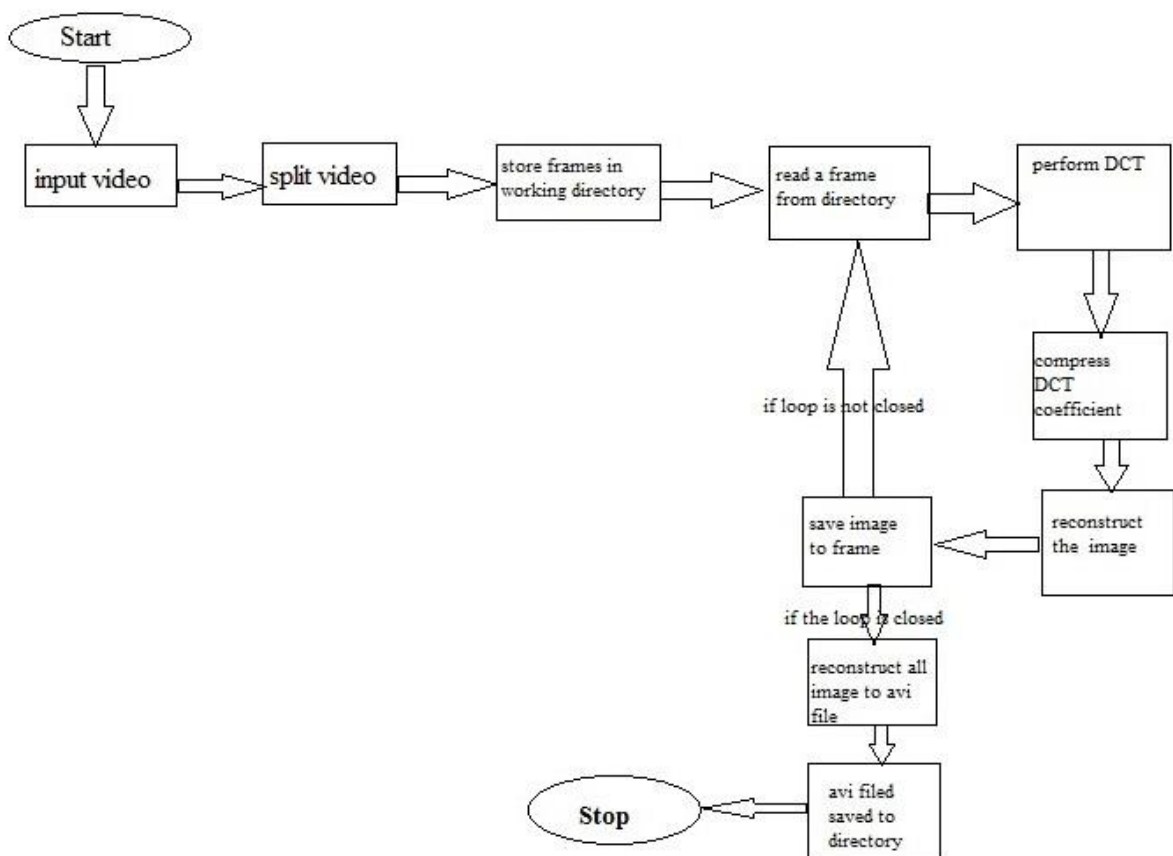 Start
input video
split video
store frames in
working directory
read a frame
from directory
perform DCT
compress
DCT
coefficient
reconstruct
the image
save image
to frame
if loop is not closed
if the loop is closed
reconstruct all
image to avi
file
avi filed
saved to
directory
Stop